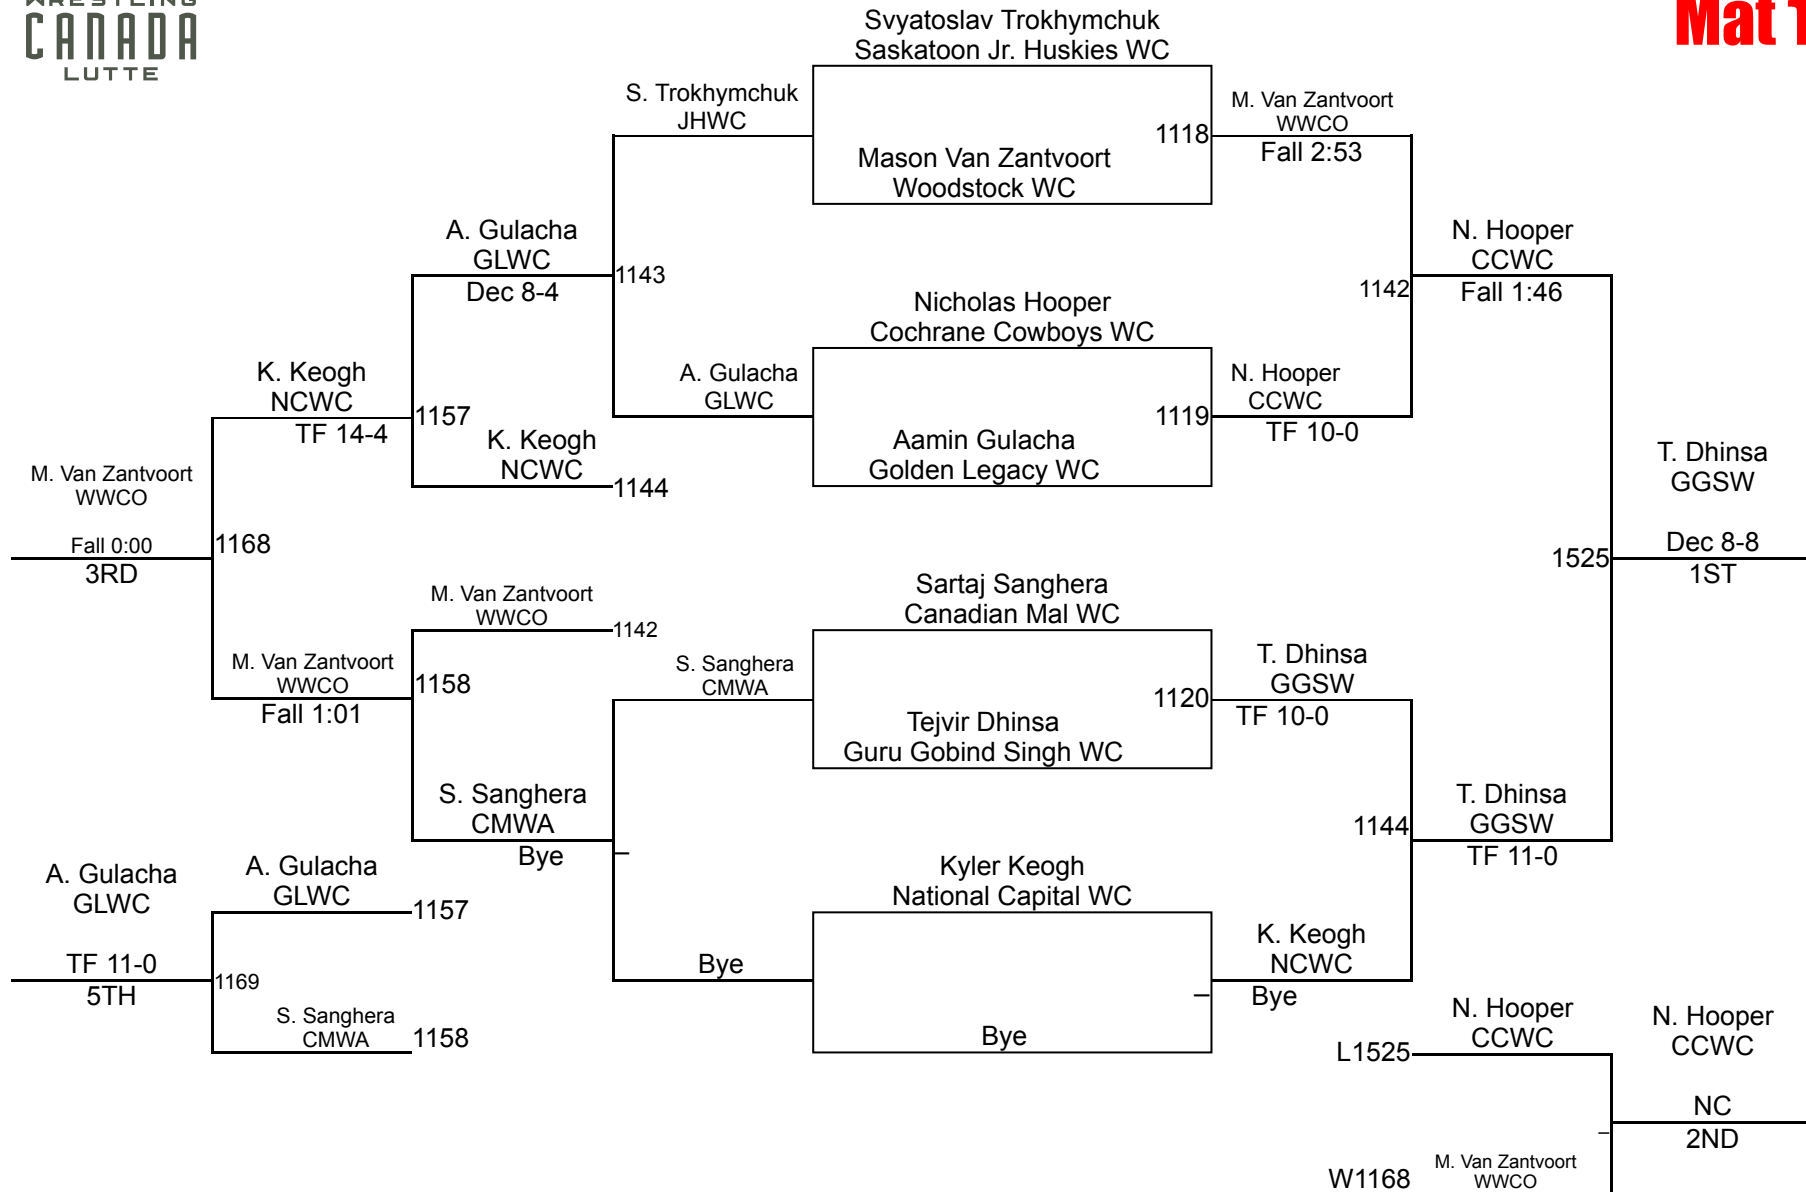 WRESTLING
CANADA
LUTTE
Mat 1
Svyatoslav Trokhymchuk
Saskatoon Jr. Huskies WC
S. Trokhymchuk
JHWC
1118
M. Van Zantvoort
WWCO
Fall 2:53
Mason Van Zantvoort
Woodstock WC
A. Gulacha
GLWC
Dec 8-4
1143
N. Hooper
CCWC
Fall 1:46
1142
Nicholas Hooper
Cochrane Cowboys WC
K. Keogh
NCWC
TF 14-4
1157
A. Gulacha
GLWC
1119
N. Hooper
CCWC
TF 10-0
K. Keogh
NCWC
1144
Aamin Gulacha
Golden Legacy WC
M. Van Zantvoort
WWCO
Fall 0:00
3RD
1168
T. Dhinsa
GGSW
Dec 8-8
1ST
1525
M. Van Zantvoort
WWCO
1142
Sartaj Sanghera
Canadian Mal WC
M. Van Zantvoort
WWCO
Fall 1:01
1158
S. Sanghera
CMWA
1120
T. Dhinsa
GGSW
TF 10-0
Tejvir Dhinsa
Guru Gobind Singh WC
S. Sanghera
CMWA
Bye
1144
T. Dhinsa
GGSW
TF 11-0
A. Gulacha
GLWC
TF 11-0
5TH
A. Gulacha
GLWC
1157
Kyler Keogh
National Capital WC
1169
Bye
K. Keogh
NCWC
Bye
S. Sanghera
CMWA
1158
Bye
L1525
N. Hooper
CCWC
N. Hooper
CCWC
NC
2ND
W1168
M. Van Zantvoort
WWCO